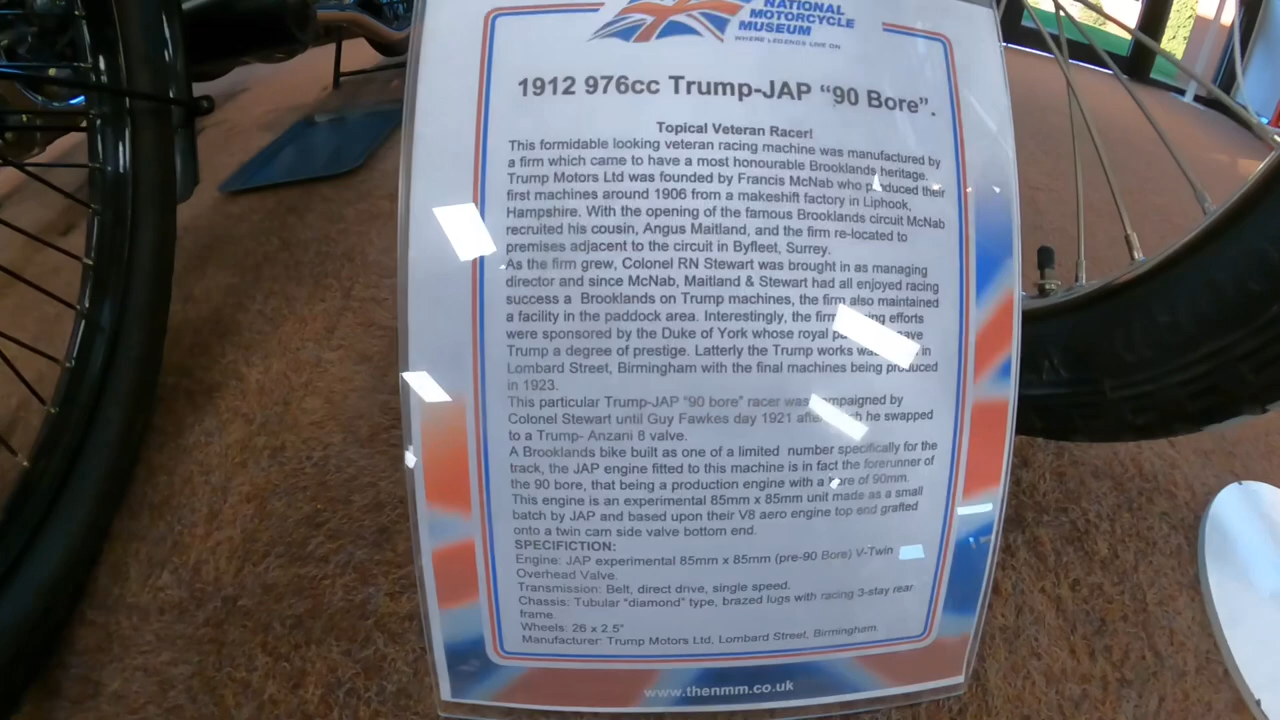 NATIONAL
MOTORCYCLE
MUSEUM
WHERE LEGENDS LIVE ON
1912 976cc Trump-JAP “90 Bore”.
Topical Veteran Racer!
This formidable looking veteran racing machine was manufactured by
a firm which came to have a most honourable Brooklands heritage.
Trump Motors Ltd was founded by Francis McNab who produced their
first machines around 1906 from a makeshift factory in Liphook,
Hampshire. With the opening of the famous Brooklands circuit McNab
recruited his cousin, Angus Maitland, and the firm re-located to
premises adjacent to the circuit in Byfleet, Surrey.
As the firm grew, Colonel RN Stewart was brought in as managing
director and since McNab, Maitland & Stewart had all enjoyed racing
success a Brooklands on Trump machines, the firm also maintained
a facility in the paddock area. Interestingly, the efforts
were sponsored by the Duke of York whose royal
Trump a degree of prestige. Latterly the Trump works in
Lombard Street, Birmingham with the final machines being produced
in 1923.
This particular Trump-JAP “90 bore” racer was campaigned by
Colonel Stewart until Guy Fawkes day 1921 he swapped
to a Trump- Anzani 8 valve.
A Brooklands bike built as one of a limited number specifically for the
track, the JAP engine fitted to this machine is in fact the forerunner of
the 90 bore, that being a production engine with a bore of 90mm.
This engine is an experimental 85mm x 85mm unit made as a small
batch by JAP and based upon their V8 aero engine top end grafted
onto a twin cam side valve bottom end.
SPECIFICTION:
Engine: JAP experimental 85mm x 85mm (pre-90 Bore) V-Twin
Overhead Valve.
Transmission: Belt, direct drive, single speed.
Chassis: Tubular “diamond” type, brazed lugs with racing 3-stay rear
frame.
Wheels: 26 x 2.5"
Manufacturer: Trump Motors Ltd, Lombard Street, Birmingham.
www.thenmm.co.uk